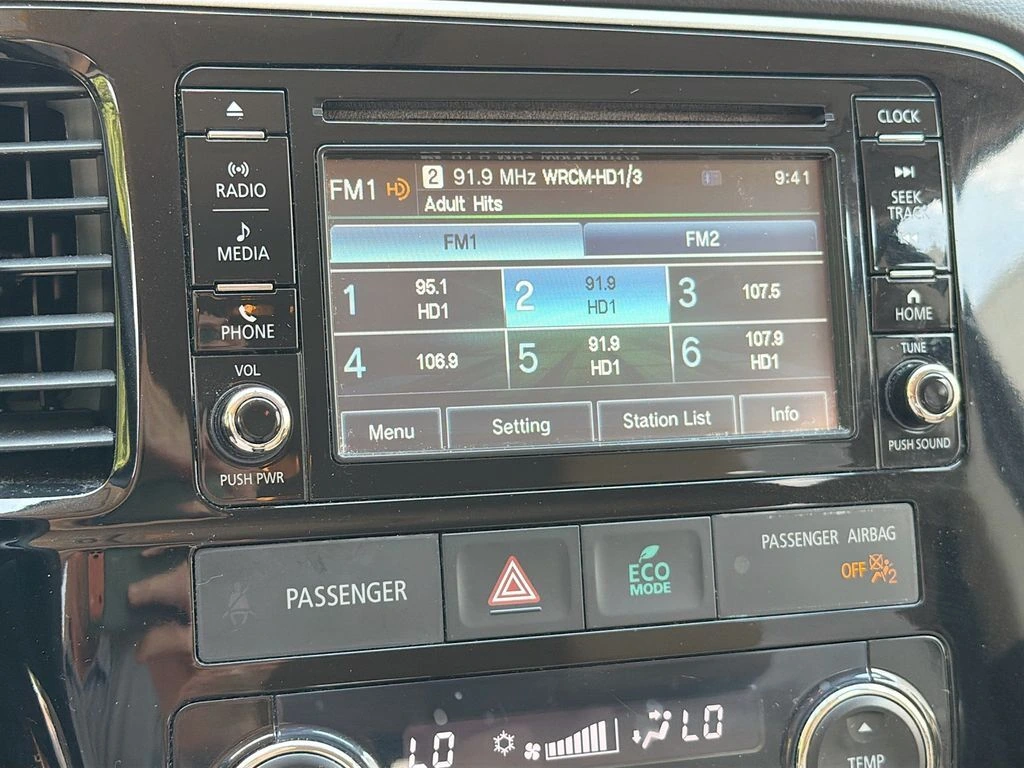 RADIO
MEDIA
PHONE
VOL
PUSH PWR
FM1 HD 2 91.9 MHz WRCM-HD1/3 9:41
Adult Hits
FM1 FM2
1 95.1 HD1
2 91.9 HD1
3 107.5
4 106.9
5 91.9 HD1
6 107.9 HD1
Menu Setting Station List Info
CLOCK
SEEK
TRACK
HOME
TUNE
PUSH SOUND
PASSENGER
ECO
MODE
PASSENGER AIRBAG
OFF 2
LO LO
TEMP